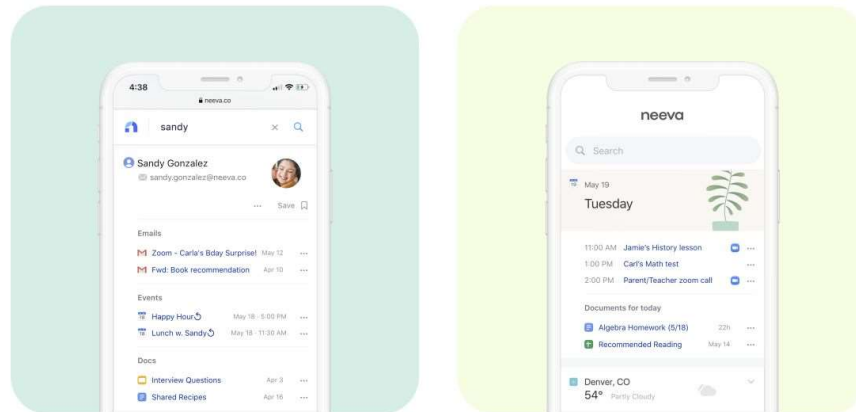 4:38
neeva.co
sandy
Sandy Gonzalez
sandy.gonzalez@neeva.co
Save
Emails
Zoom - Carla's Bday Surprise! May 12
Fwd: Book recommendation Apr 10
Events
Happy Hour May 18 - 5:00 PM
Lunch w. Sandy May 18 - 11:30 AM
Docs
Interview Questions Apr 3
Shared Recipes Apr 16
neeva
Search
May 19
Tuesday
11:00 AM Jamie's History lesson
1:00 PM Carl's Math test
2:00 PM Parent/Teacher zoom call
Documents for today
Algebra Homework (5/18) 22h
Recommended Reading May 14
Denver, CO
54° Partly Cloudy